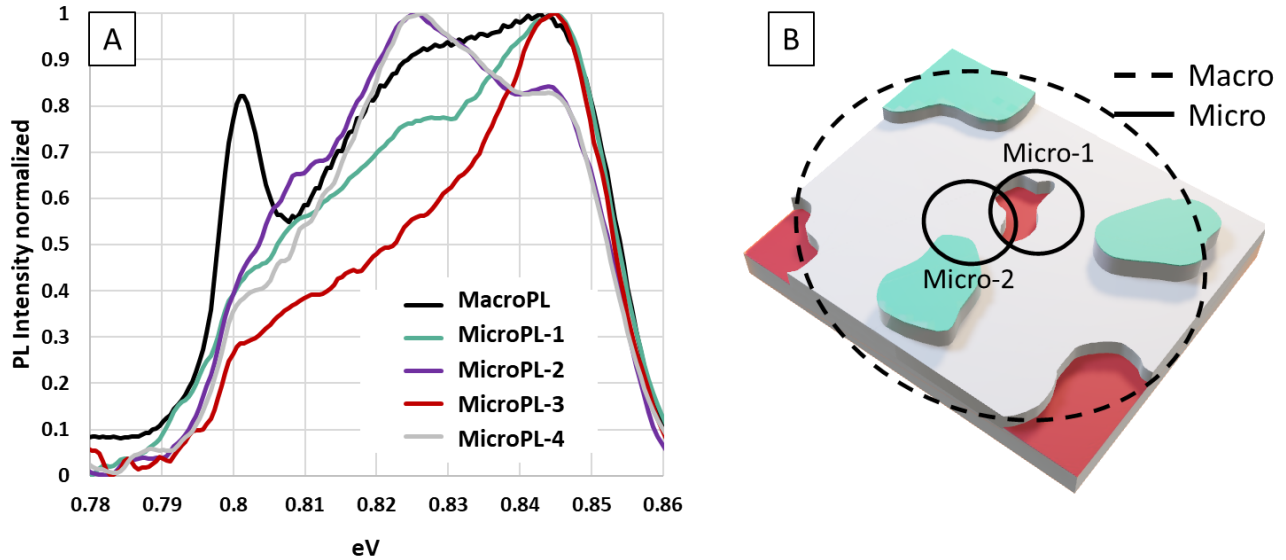 A
PL Intensity normalized
1
0.9
0.8
0.7
0.6
0.5
0.4
0.3
0.2
0.1
0
MacroPL
MicroPL-1
MicroPL-2
MicroPL-3
MicroPL-4
0.78 0.79 0.8 0.81 0.82 0.83 0.84 0.85 0.86
eV
B
Macro
Micro
Micro-1
Micro-2